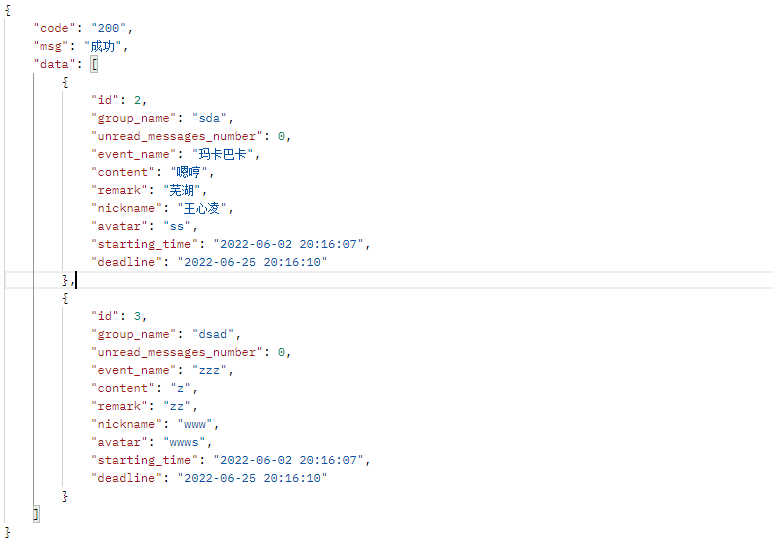 {
    "code": "200",
    "msg": "成功",
    "data": [
        {
            "id": 2,
            "group_name": "sda",
            "unread_messages_number": 0,
            "event_name": "玛卡巴卡",
            "content": "嗯哼",
            "remark": "芜湖",
            "nickname": "王心凌",
            "avatar": "ss",
            "starting_time": "2022-06-02 20:16:07",
            "deadline": "2022-06-25 20:16:10"
        },
        {
            "id": 3,
            "group_name": "dsad",
            "unread_messages_number": 0,
            "event_name": "zzz",
            "content": "z",
            "remark": "zz",
            "nickname": "www",
            "avatar": "wwws",
            "starting_time": "2022-06-02 20:16:07",
            "deadline": "2022-06-25 20:16:10"
        }
    ]
}